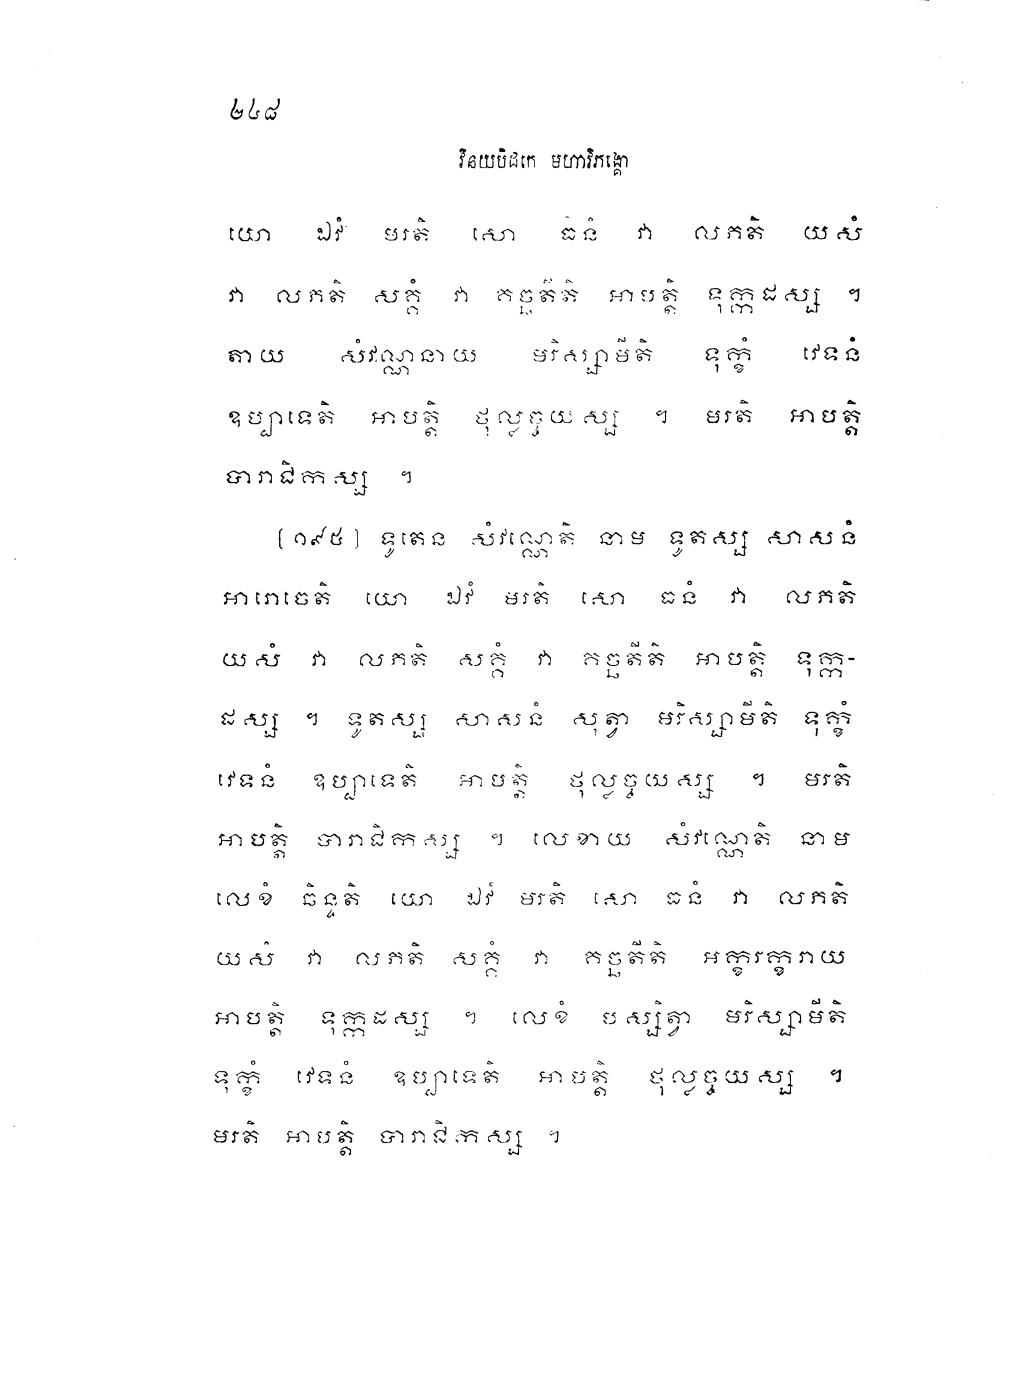 ២៤៨
វិនយបិដកេ មហាវិភង្គោ
យោ ឯវំ មរតិ សោ ធនំ វា លភតិ យសំ
វា លភតិ សគ្គំ វា គច្ឆតីតិ អាបត្តិ ទុក្កដស្ស ។
តាយ សំវណ្ណនាយ មរិស្សាមីតិ ទុក្ខំ វេទនំ
ឧប្បាទេតិ អាបត្តិ ថុល្លច្ចយស្ស ។ មរតិ អាបត្តិ
បារាជិកស្ស ។
[១៩៥] ទូតេន សំវណ្ណេតិ នាម ទូតស្ស សាសនំ
អារោចេតិ យោ ឯវំ មរតិ សោ ធនំ វា លភតិ
យសំ វា លភតិ សគ្គំ វា គច្ឆតីតិ អាបត្តិ ទុក្ក-
ដស្ស ។ ទូតស្ស សាសនំ សុត្វា មរិស្សាមីតិ ទុក្ខំ
វេទនំ ឧប្បាទេតិ អាបត្តិ ថុល្លច្ចយស្ស ។ មរតិ
អាបត្តិ បារាជិកស្ស ។ លេខាយ សំវណ្ណេតិ នាម
លេខំ ឆិន្ទតិ យោ ឯវំ មរតិ សោ ធនំ វា លភតិ
យសំ វា លភតិ សគ្គំ វា គច្ឆតីតិ អក្ខរក្ខរាយ
អាបត្តិ ទុក្កដស្ស ។ លេខំ បស្សិត្វា មរិស្សាមីតិ
ទុក្ខំ វេទនំ ឧប្បាទេតិ អាបត្តិ ថុល្លច្ចយស្ស ។
មរតិ អាបត្តិ បារាជិកស្ស ។